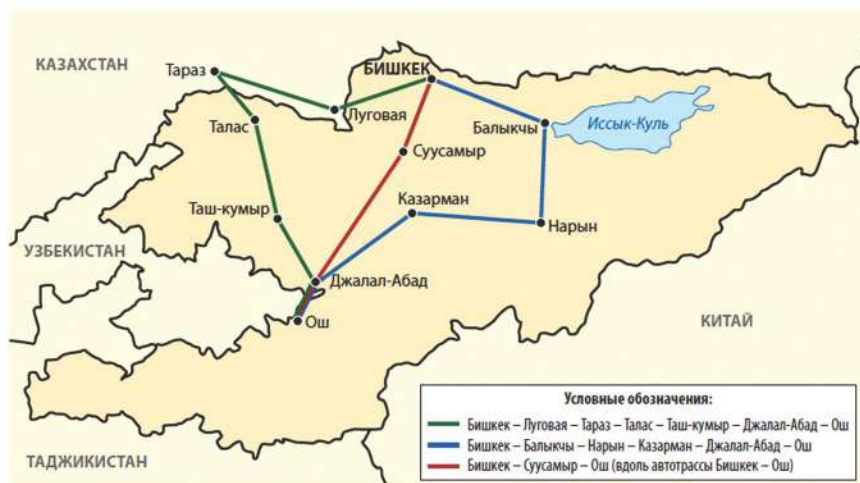 КАЗАХСТАН
Тараз
БИШКЕК
Луговая
Талас
Балыкчы
Иссык-Куль
Суусамыр
Казарман
Таш-кумыр
Нарын
УЗБЕКИСТАН
Джалал-Абад
Ош
КИТАЙ
ТАДЖИКИСТАН
Условные обозначения:
Бишкек – Луговая – Тараз – Талас – Таш-кумыр – Джалал-Абад – Ош
Бишкек – Балыкчы – Нарын – Казарман – Джалал-Абад – Ош
Бишкек – Суусамыр – Ош (вдоль автотрассы Бишкек – Ош)